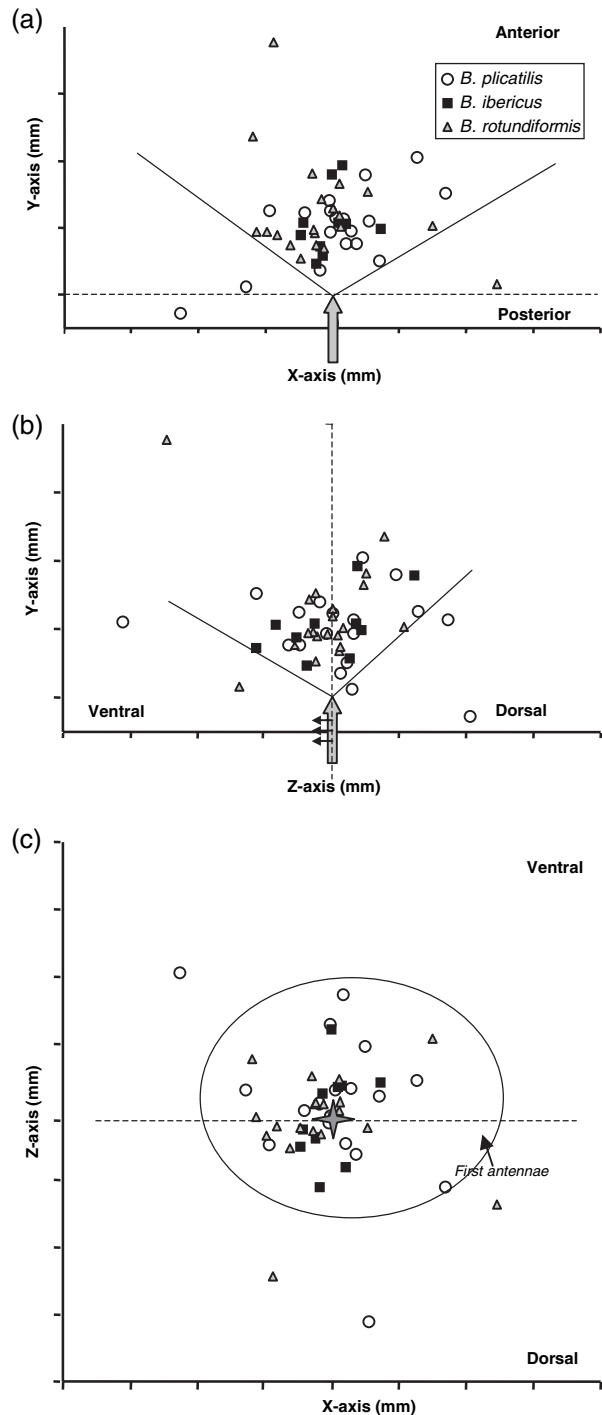 (a)
Anterior
B. plicatilis
B. ibericus
B. rotundiformis
Y-axis (mm)
Posterior
X-axis (mm)
(b)
Y-axis (mm)
Ventral
Dorsal
Z-axis (mm)
(c)
Ventral
Z-axis (mm)
First antennae
Dorsal
X-axis (mm)